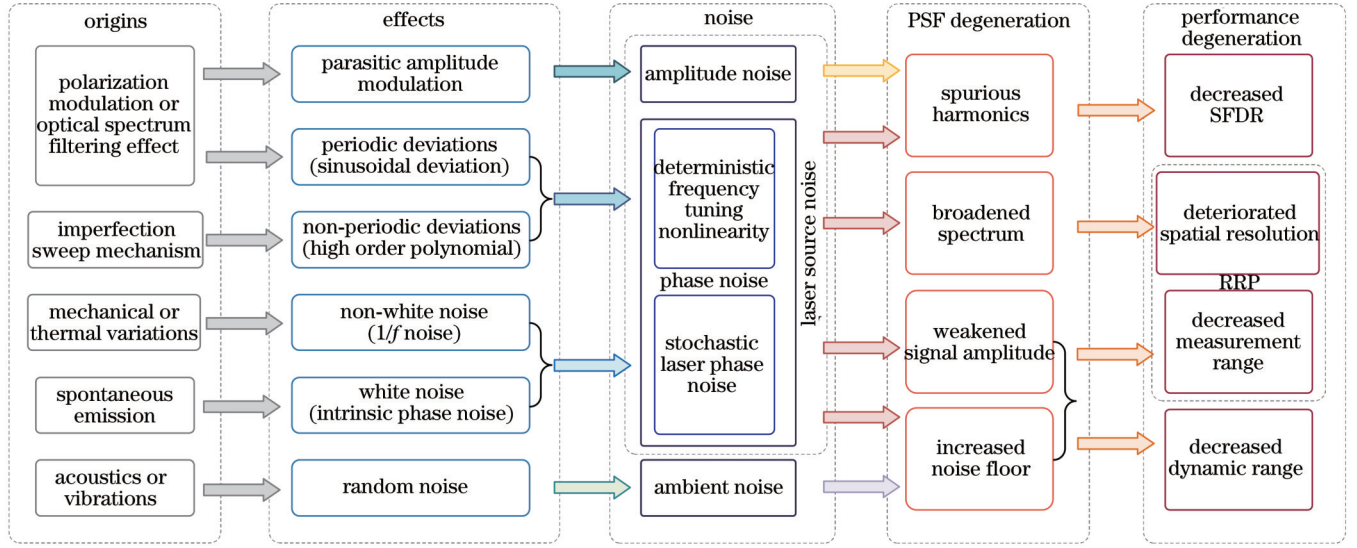 origins
polarization
modulation or
optical spectrum
filtering effect
imperfection
sweep mechanism
mechanical or
thermal variations
spontaneous
emission
acoustics or
vibrations
effects
parasitic amplitude
modulation
periodic deviations
(sinusoidal deviation)
non-periodic deviations
(high order polynomial)
non-white noise
(1/f noise)
white noise
(intrinsic phase noise)
random noise
noise
amplitude noise
deterministic
frequency
tuning
nonlinearity
phase noise
stochastic
laser phase
noise
laser source noise
ambient noise
PSF degeneration
spurious
harmonics
broadened
spectrum
weakened
signal amplitude
increased
noise floor
performance
degeneration
decreased
SFDR
deteriorated
spatial resolution
RRP
decreased
measurement
range
decreased
dynamic range